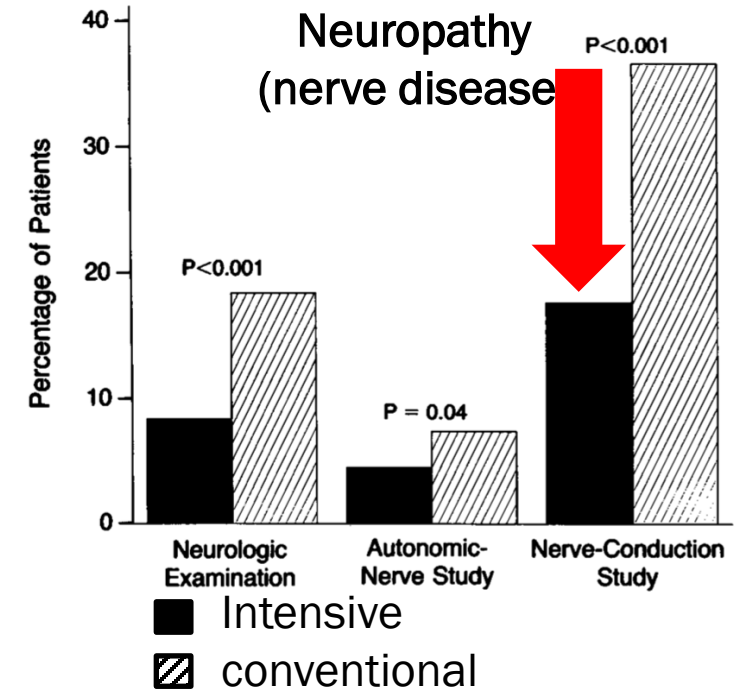 Neuropathy
(nerve disease
P<0.001
40
30
20
10
0
Percentage of Patients
P<0.001
P = 0.04
Neurologic
Examination
Autonomic-
Nerve Study
Nerve-Conduction
Study
Intensive
conventional